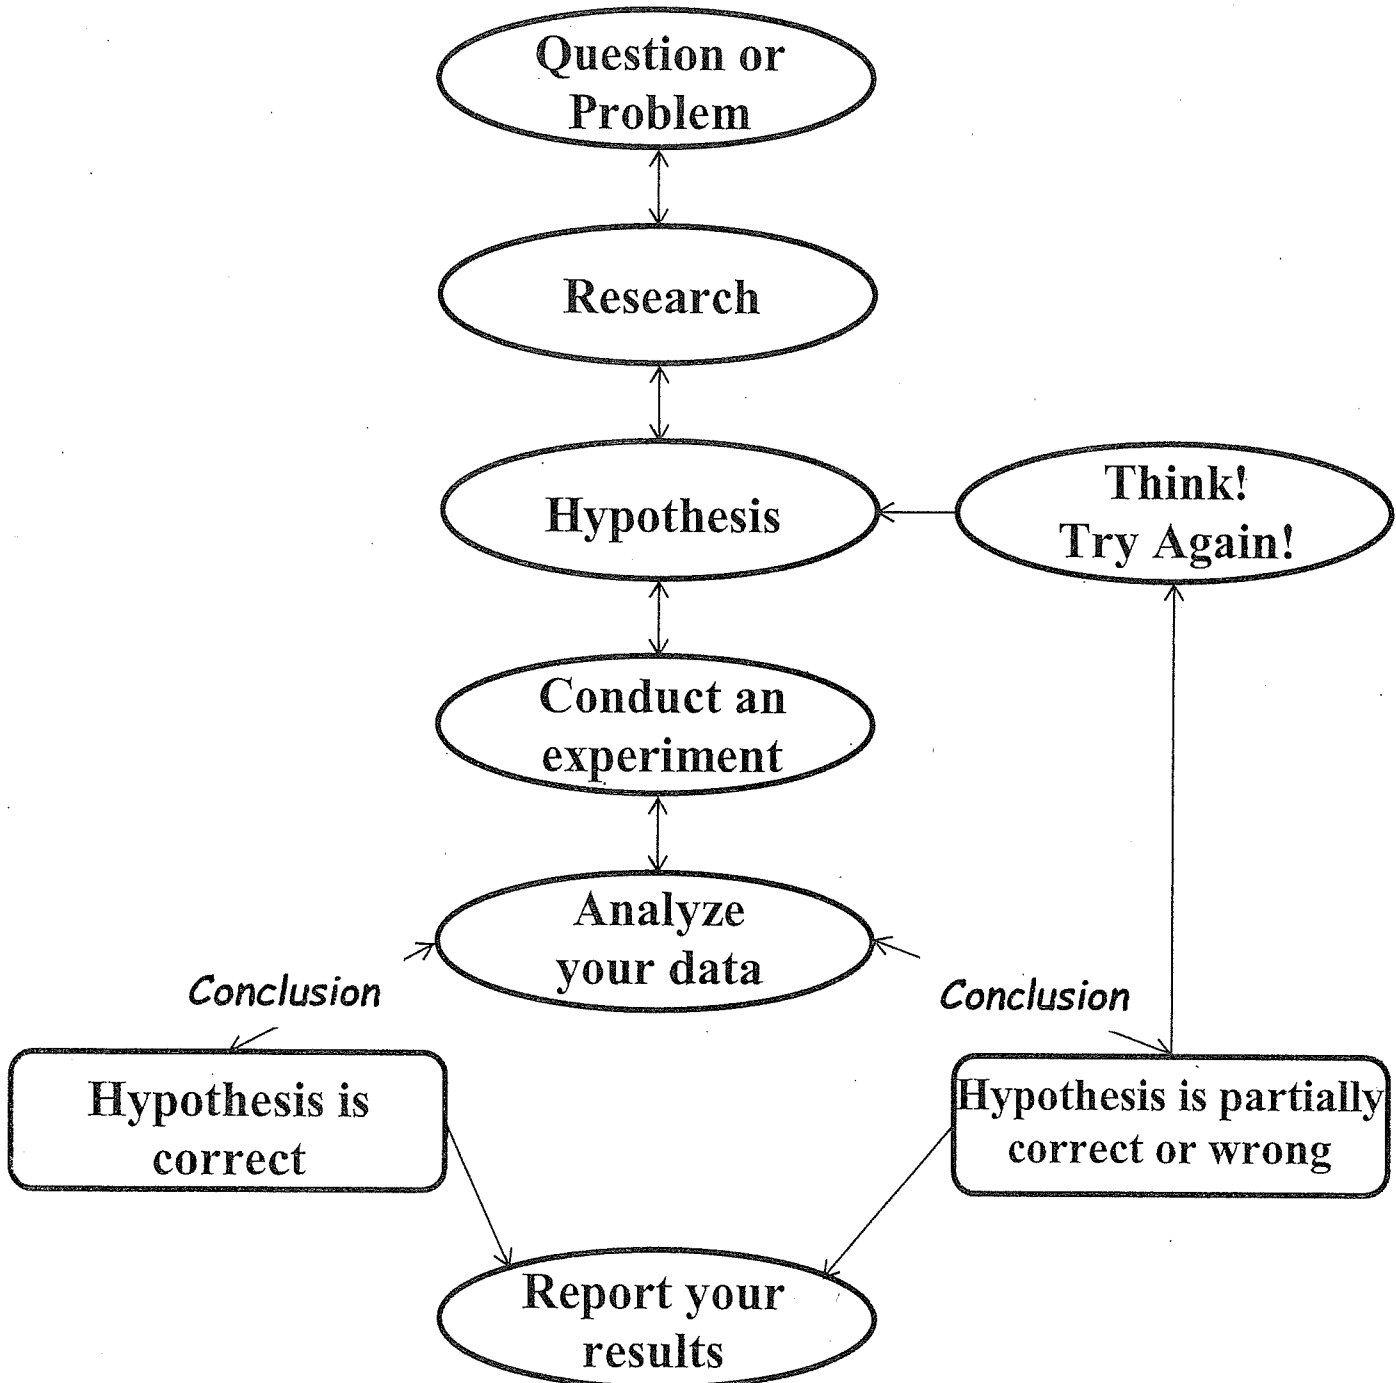 Question or
Problem
Research
Hypothesis
Think!
Try Again!
Conduct an
experiment
Analyze
your data
Conclusion
Conclusion
Hypothesis is
correct
Hypothesis is partially
correct or wrong
Report your
results